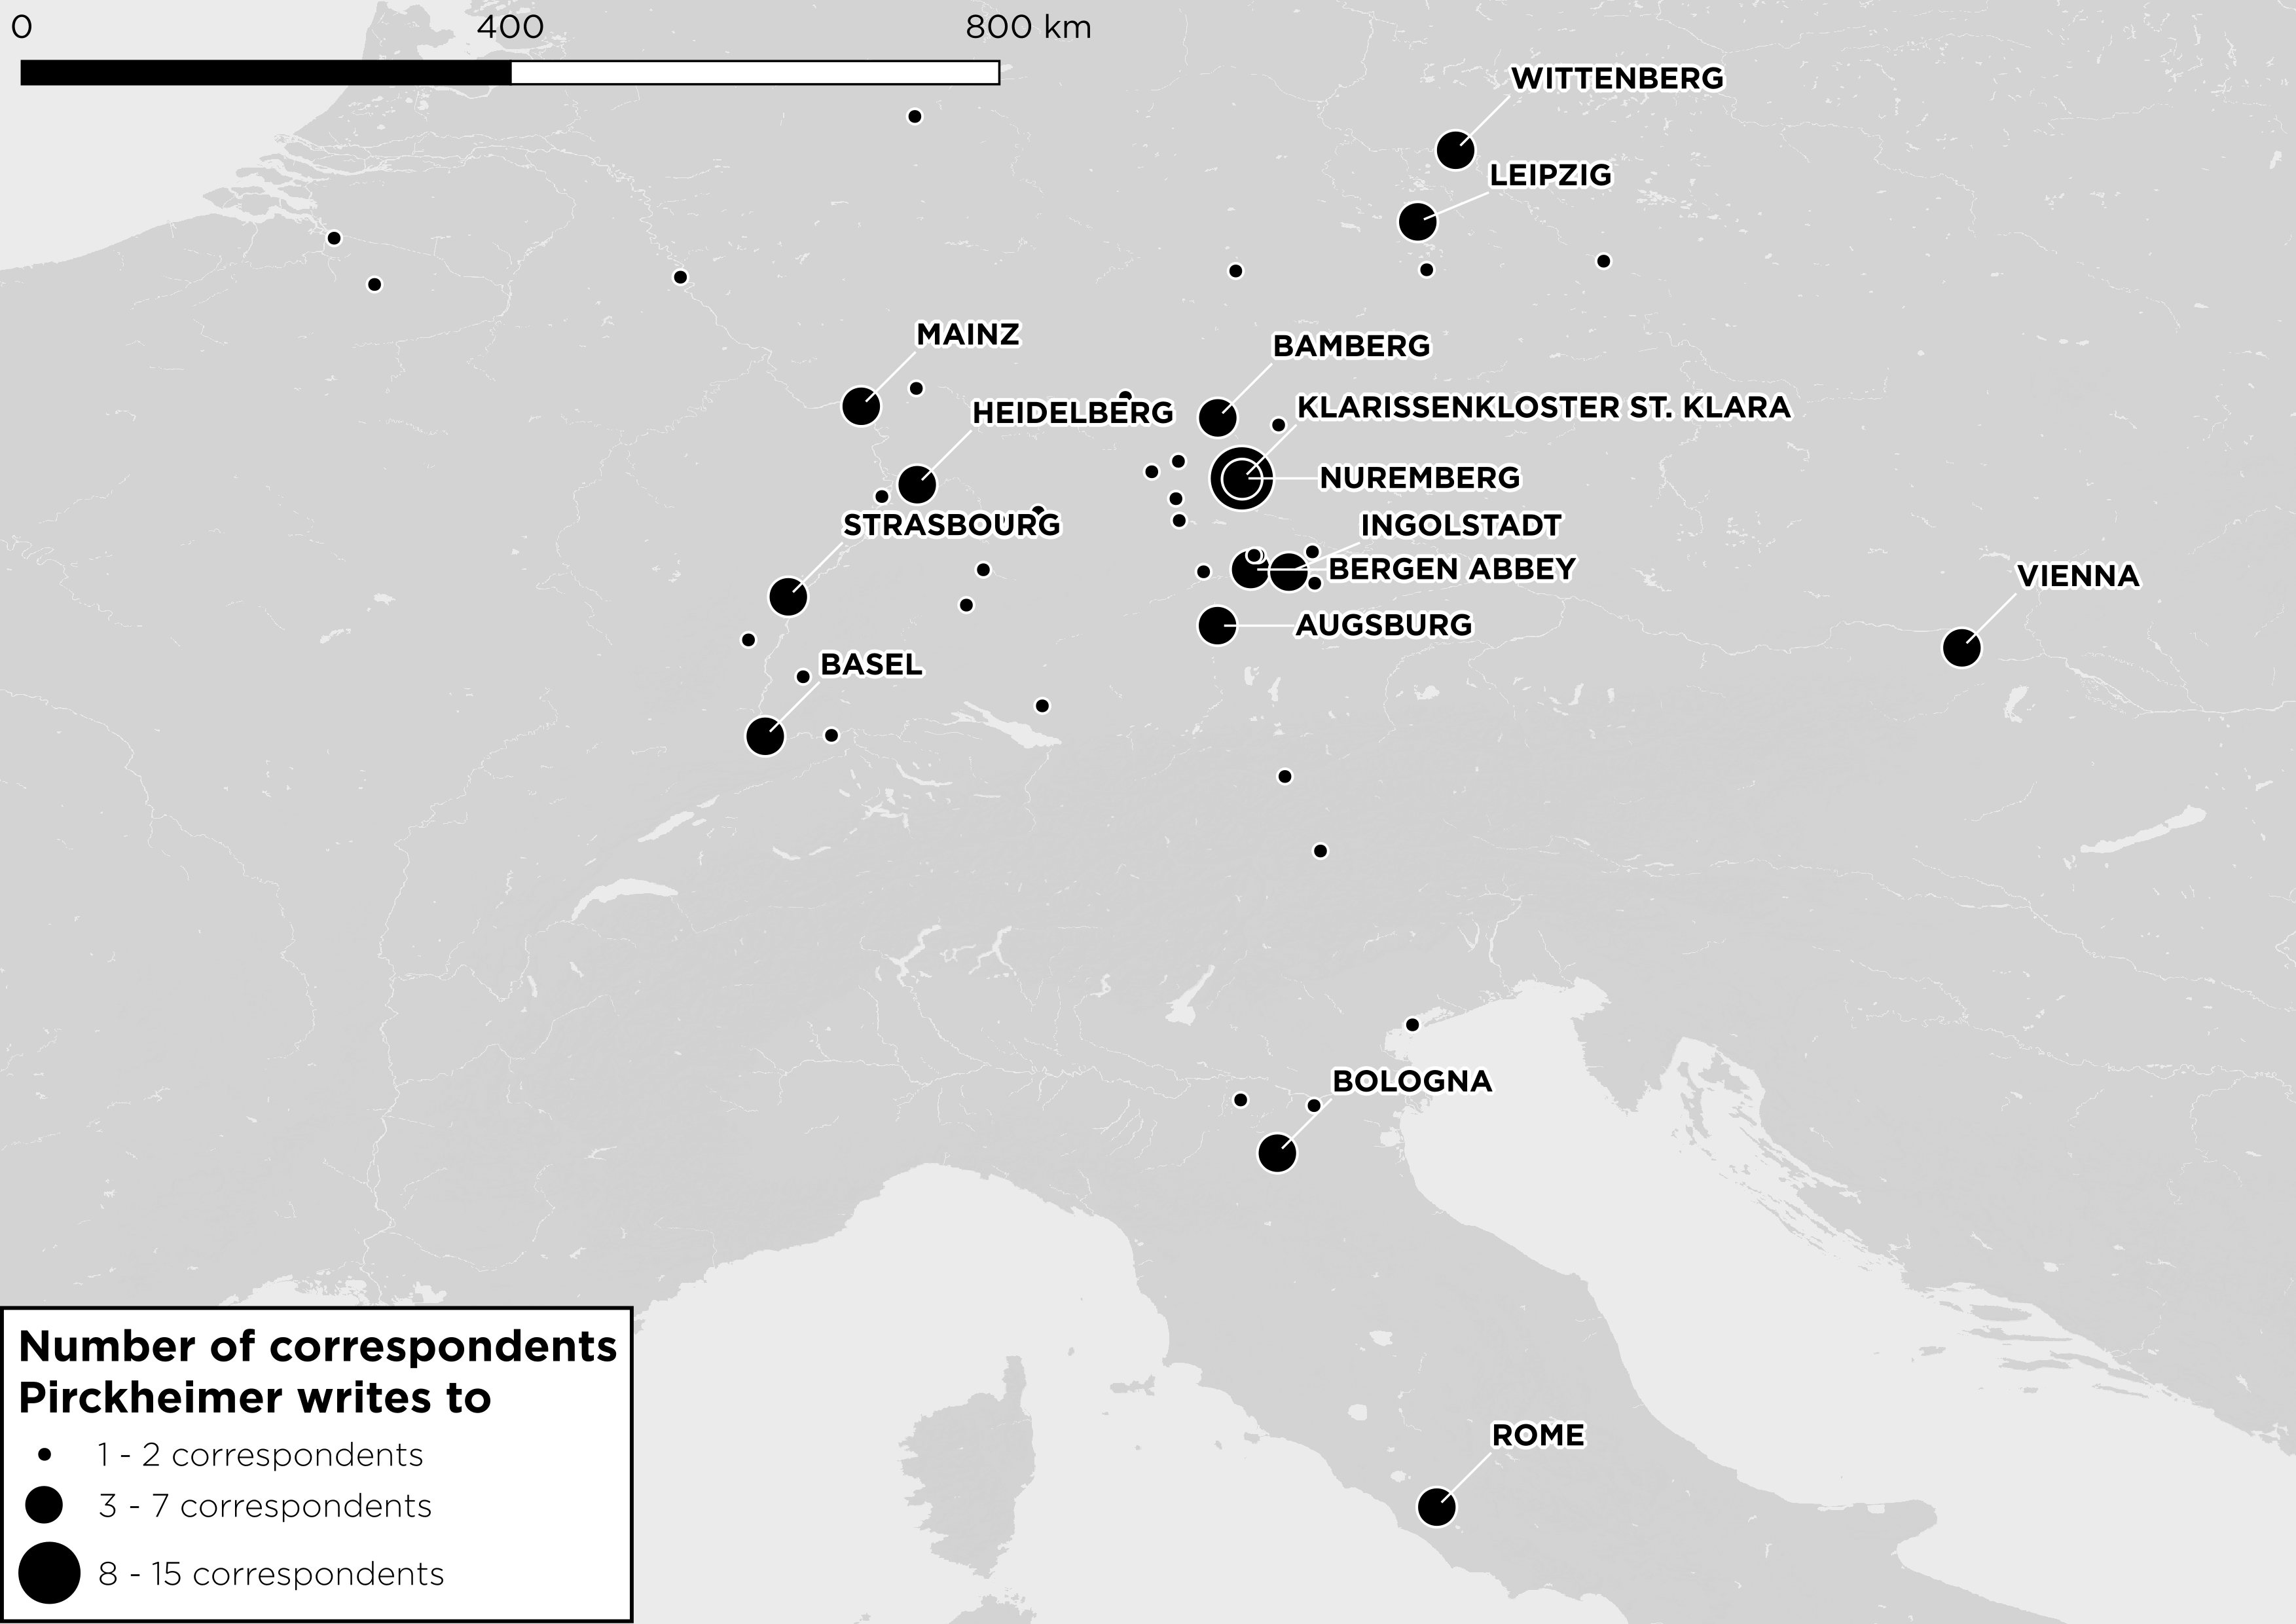 0 400 800 km
WITTENBERG
LEIPZIG
MAINZ
BAMBERG
HEIDELBERG
KLARISSENKLOSTER ST. KLARA
NUREMBERG
STRASBOURG
INGOLSTADT
BERGEN ABBEY
VIENNA
AUGSBURG
BASEL
BOLOGNA
ROME
Number of correspondents
Pirckheimer writes to
1 - 2 correspondents
3 - 7 correspondents
8 - 15 correspondents